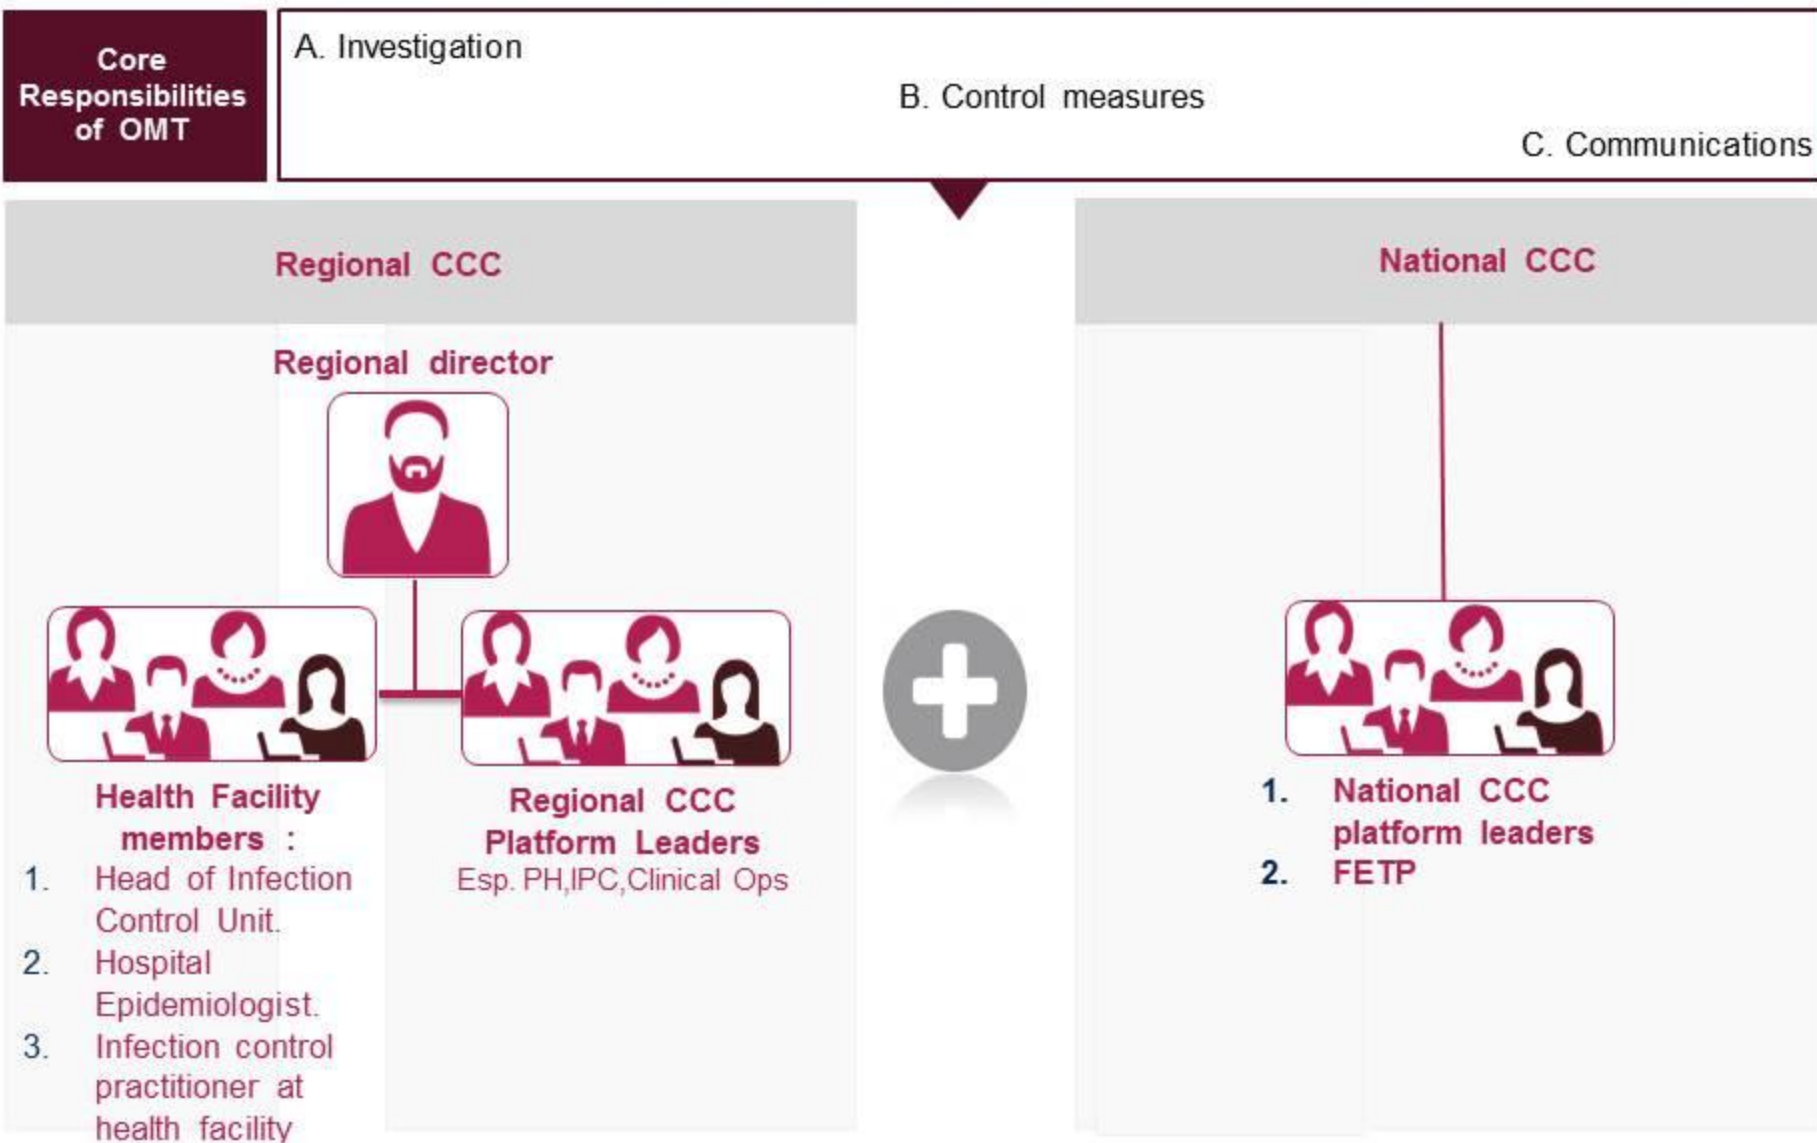 Core
Responsibilities
of OMT
A. Investigation
B. Control measures
C. Communications
Regional CCC
Regional director
Health Facility
members :
1. Head of Infection
Control Unit.
2. Hospital
Epidemiologist.
3. Infection control
practitioner at
health facility
Regional CCC
Platform Leaders
Esp. PH,IPC,Clinical Ops
National CCC
1. National CCC
platform leaders
2. FETP